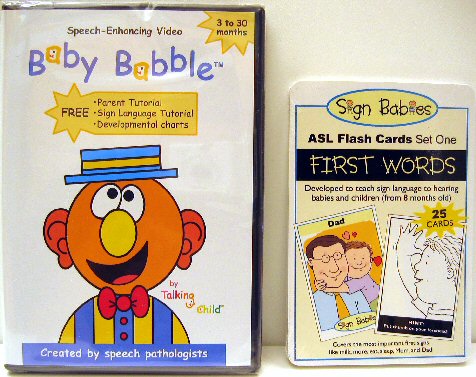 Speech-Enhancing Video
3 to 30
months
Baby Babble™
FREE
• Parent Tutorial
• Sign Language Tutorial
• Developmental charts
by
Talking
Child™
Created by speech pathologists
Sign Babies
ASL Flash Cards Set One
FIRST WORDS
Developed to teach sign language to hearing
babies and children (from 8 months old)
25
CARDS
Dad
Sign Babies
HINT:
Covers the most important first signs
like milk, more, eat, sleep, Mom and Dad